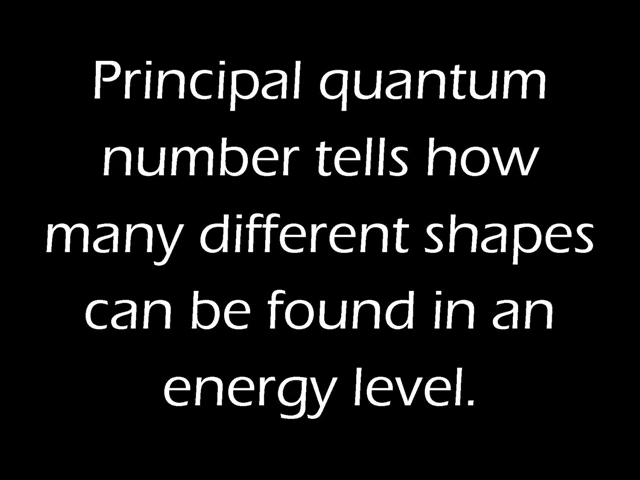 Principal quantum
number tells how
many different shapes
can be found in an
energy level.